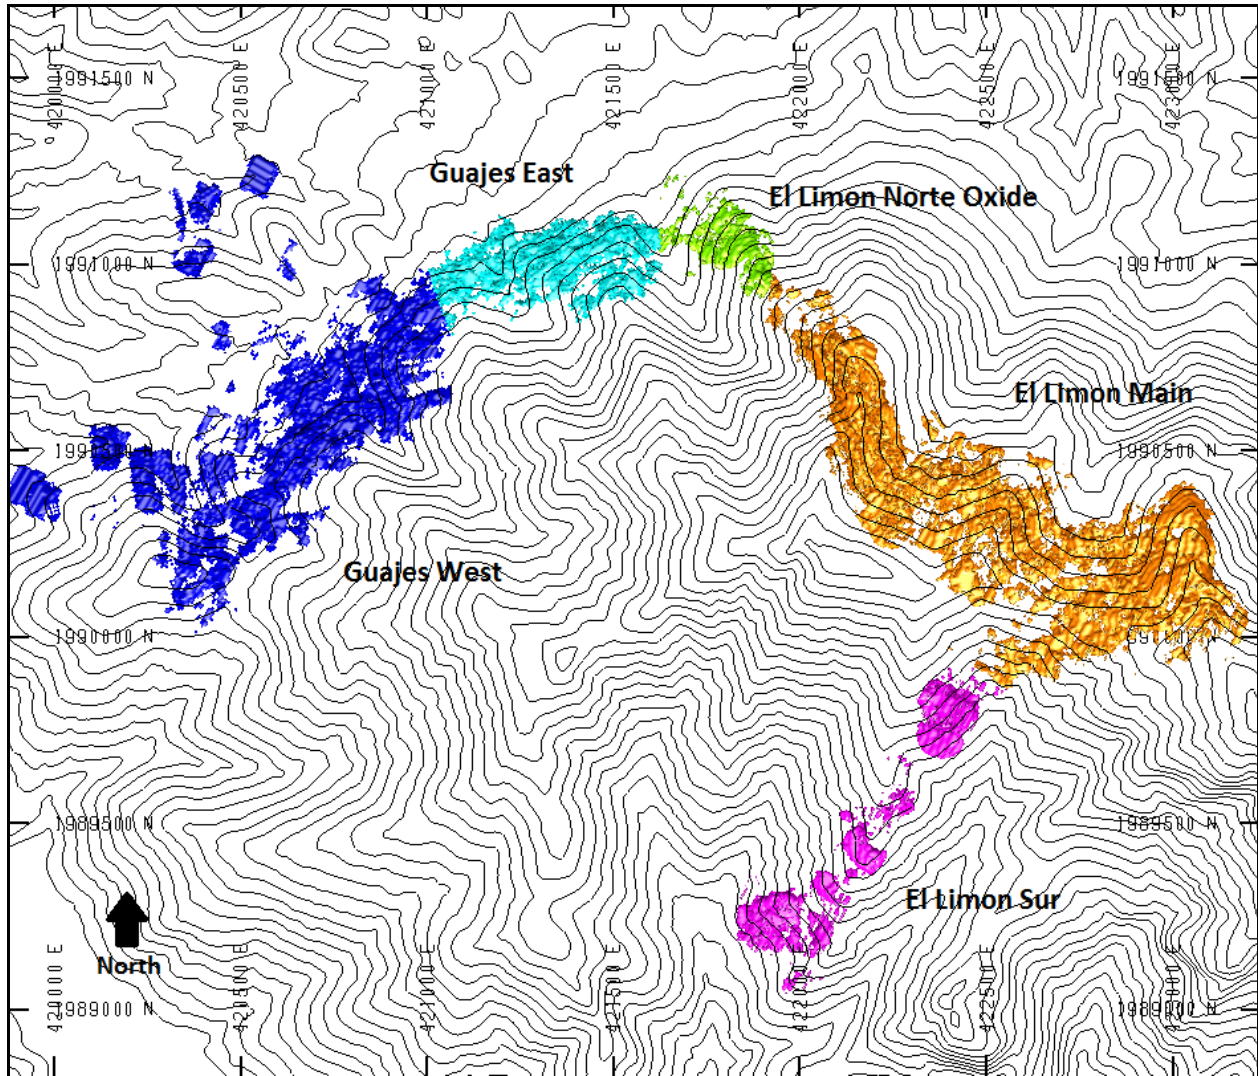 420000 E
420500 E
421000 E
421500 E
422000 E
422500 E
423000 E
1991500 N
1991500 N
Guajes East
El Limon Norte Oxide
1991000 N
1991000 N
El LImon Main
1990500 N
1990500 N
Guajes West
1990000 N
1990000 N
1989500 N
1989500 N
El Limon Sur
North
420000 E
420500 E
421000 E
421500 E
422000 E
422500 E
423000 E
1989000 N
1989000 N